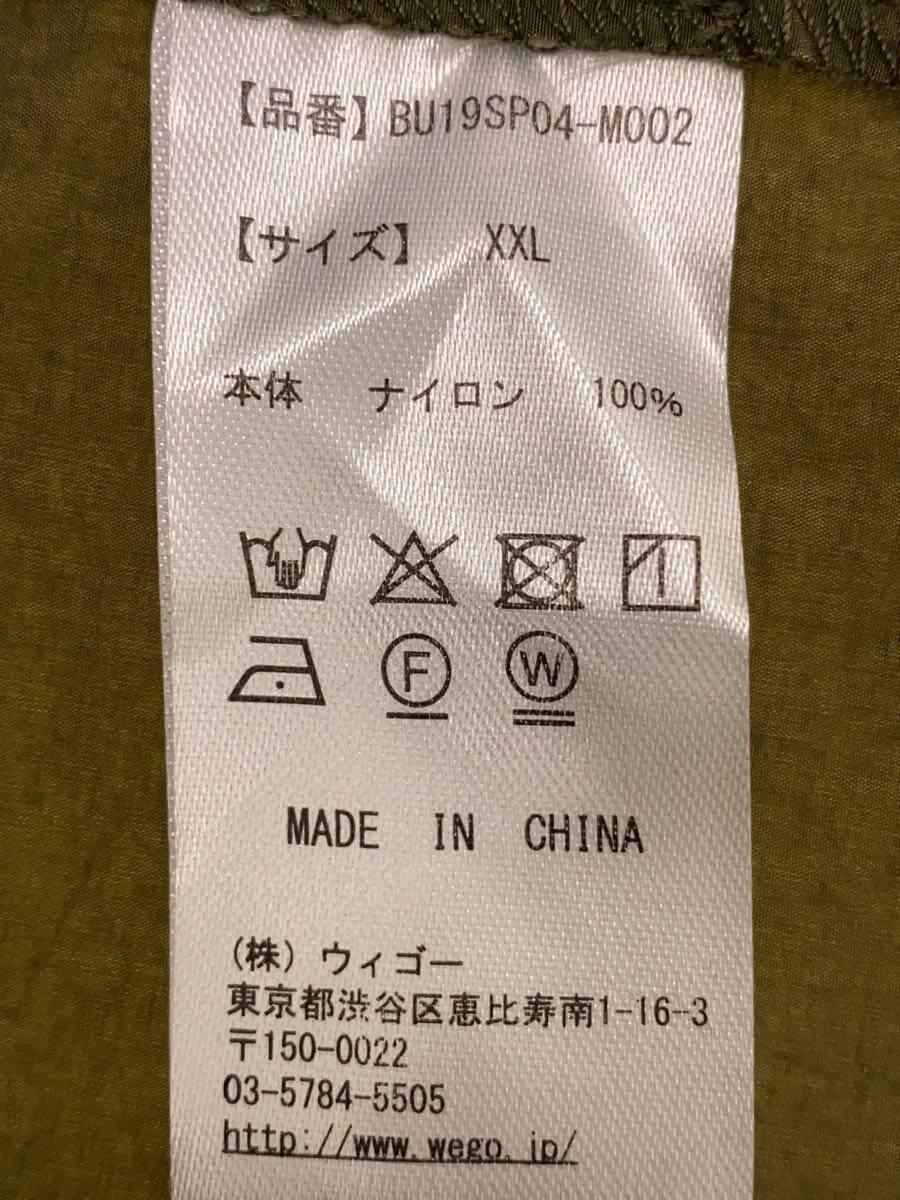 【品番】BU19SP04-M002
【サイズ】 XXL
本体 ナイロン 100%
F W
MADE IN CHINA
(株) ウィゴー
東京都渋谷区恵比寿南1-16-3
〒150-0022
03-5784-5505
http://www.wego.jp/